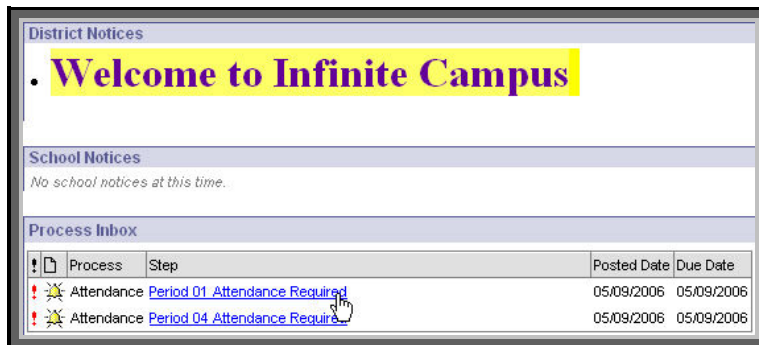 District Notices
• Welcome to Infinite Campus
School Notices
No school notices at this time.
Process Inbox
! Process Step Posted Date Due Date
! Attendance Period 01 Attendance Required 05/09/2006 05/09/2006
! Attendance Period 04 Attendance Required 05/09/2006 05/09/2006